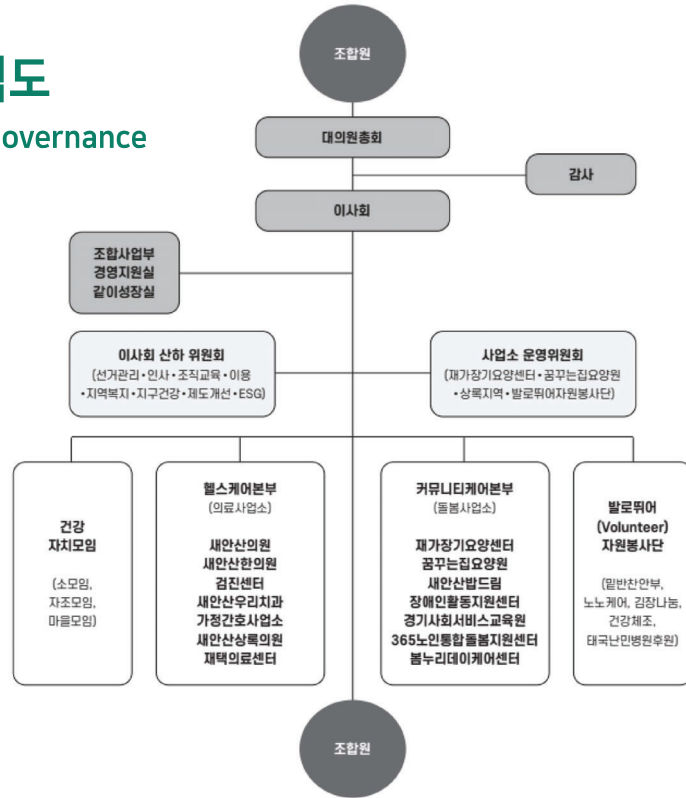 도
overnance
조합원
대의원총회
감사
이사회
조합사업부
경영지원실
같이성장실
이사회 산하 위원회
(선거관리•인사•조직교육•이용
•지역복지•지구건강•제도개선•ESG)
사업소 운영위원회
(재가장기요양센터•꿈꾸는집요양원
•상록지역•발로뛰어자원봉사단)
건강
자치모임
(소모임,
자조모임,
마을모임)
헬스케어본부
(의료사업소)
새안산의원
새안산한의원
검진센터
새안산우리치과
가정간호사업소
새안산상록의원
재택의료센터
커뮤니티케어본부
(돌봄사업소)
재가장기요양센터
꿈꾸는집요양원
새안산밥드림
장애인활동지원센터
경기사회서비스교육원
365노인통합돌봄지원센터
봄누리데이케어센터
발로뛰어
(Volunteer)
자원봉사단
(밑반찬안부,
노노케어, 김장나눔,
건강체조,
태국난민병원후원)
조합원